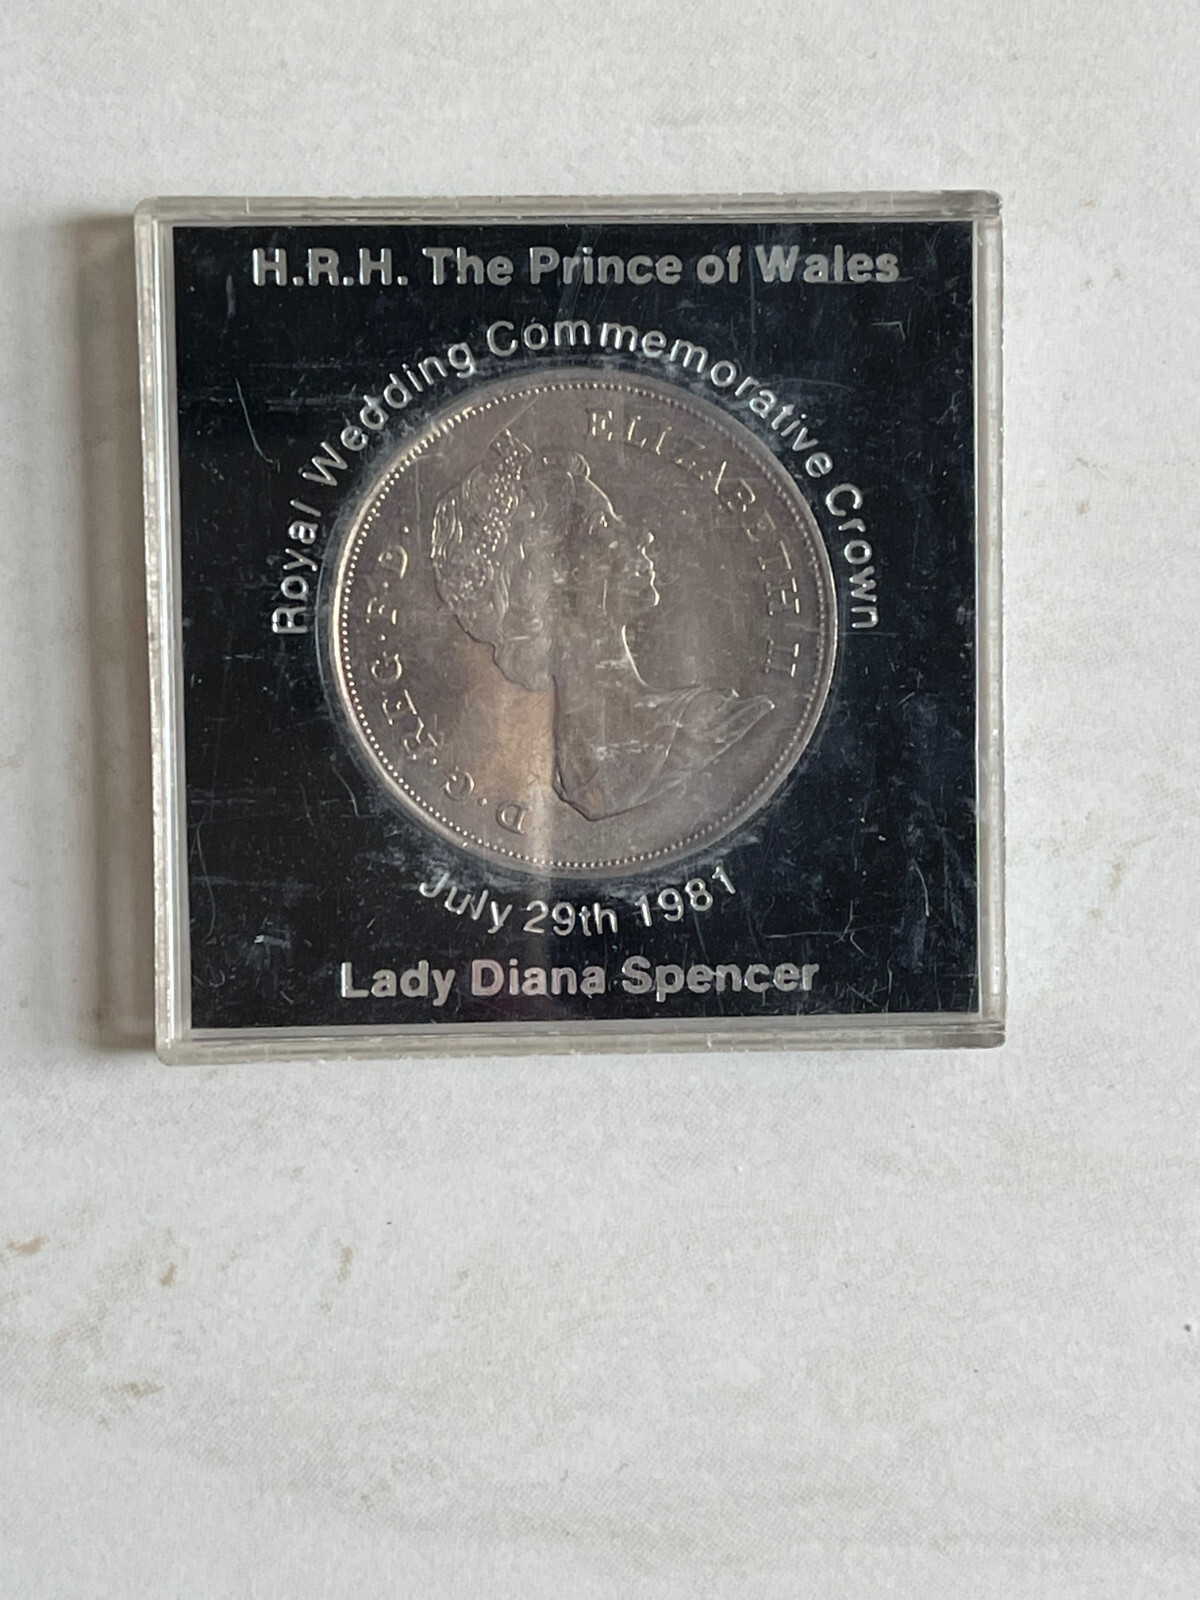 H.R.H. The Prince of Wales
Royal Wedding Commemorative Crown
D·G·REG·F·D· ELIZABETH II
July 29th 1981
Lady Diana Spencer